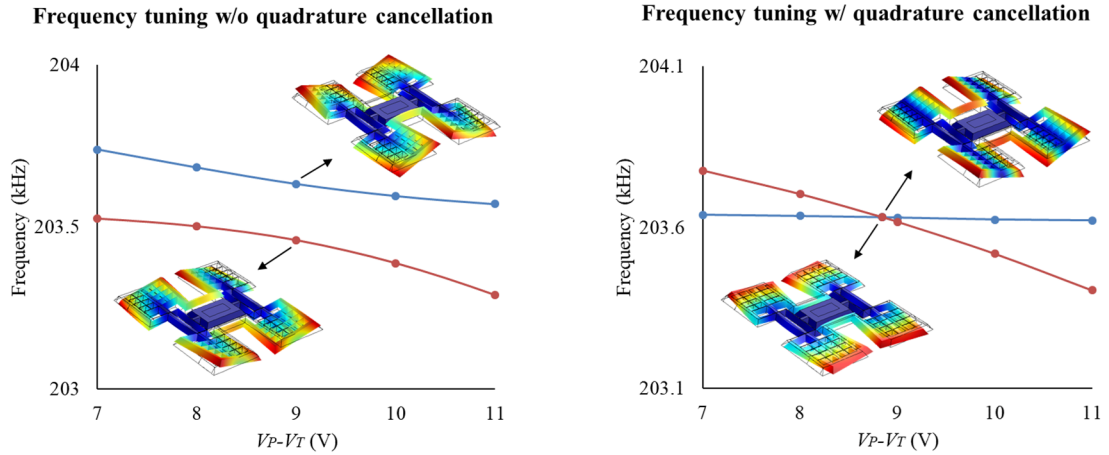 Frequency tuning w/o quadrature cancellation
204
203.5
203
Frequency (kHz)
7 8 9 10 11
VP-VT (V)
Frequency tuning w/ quadrature cancellation
204.1
203.6
203.1
Frequency (kHz)
7 8 9 10 11
VP-VT (V)